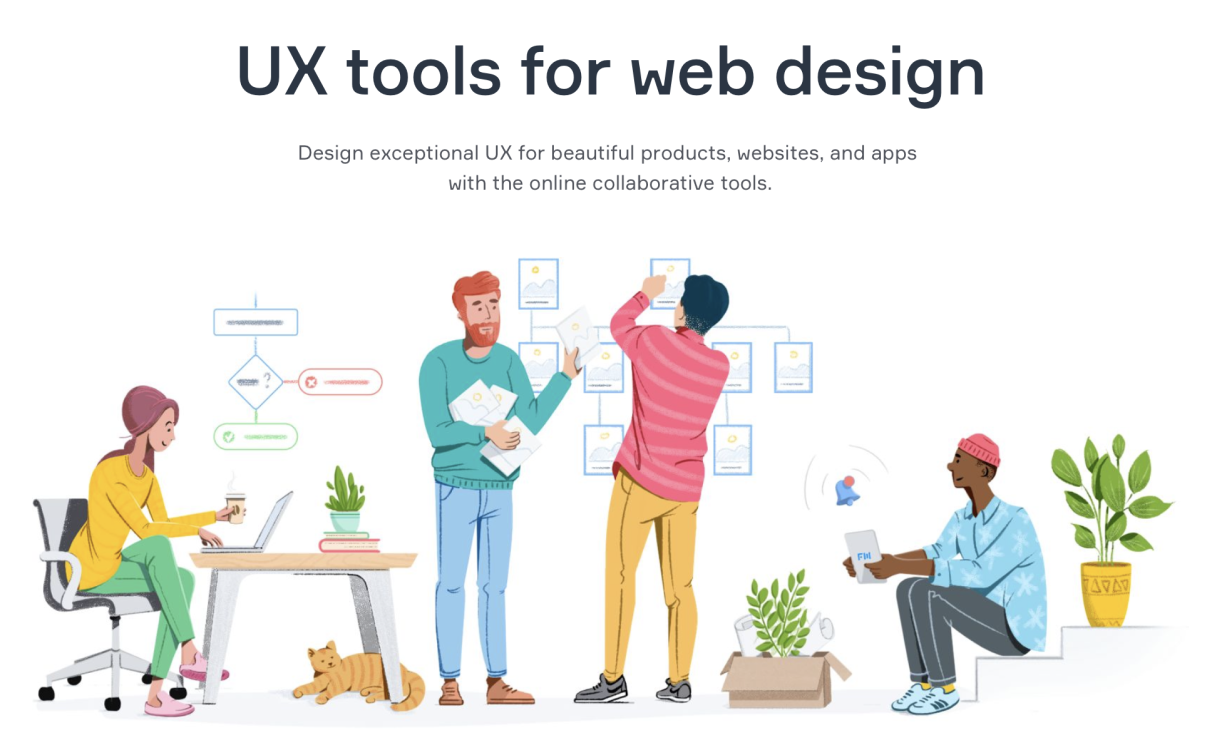 UX tools for web design
Design exceptional UX for beautiful products, websites, and apps
with the online collaborative tools.
?
FW